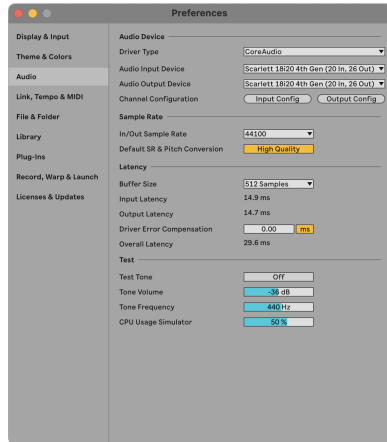 Preferences
Display & Input
Theme & Colors
Audio
Link, Tempo & MIDI
File & Folder
Library
Plug-Ins
Record, Warp & Launch
Licenses & Updates
Audio Device
Driver Type CoreAudio
Audio Input Device Scarlett 18i20 4th Gen (20 In, 26 Out)
Audio Output Device Scarlett 18i20 4th Gen (20 In, 26 Out)
Channel Configuration Input Config Output Config
Sample Rate
In/Out Sample Rate 44100
Default SR & Pitch Conversion High Quality
Latency
Buffer Size 512 Samples
Input Latency 14.9 ms
Output Latency 14.7 ms
Driver Error Compensation 0.00 ms
Overall Latency 29.6 ms
Test
Test Tone Off
Tone Volume -36 dB
Tone Frequency 440 Hz
CPU Usage Simulator 50 %